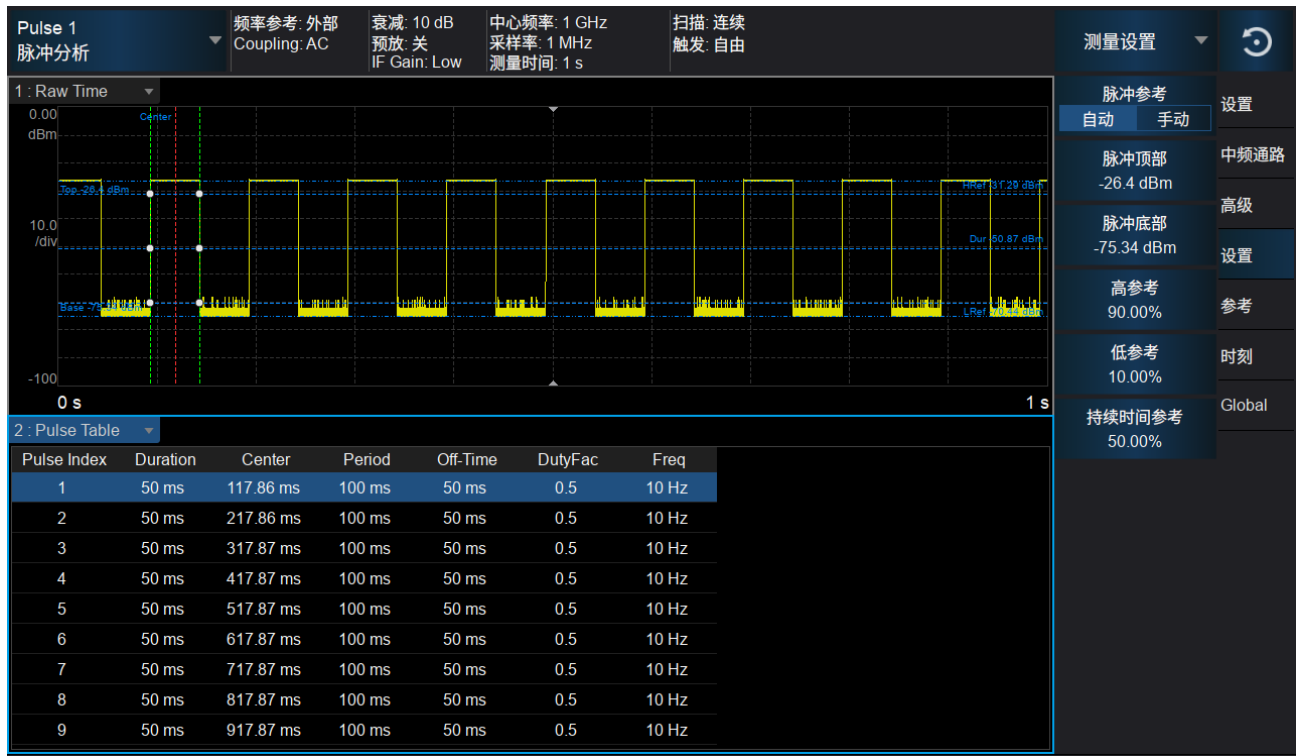 Pulse 1
脉冲分析
频率参考: 外部
Coupling: AC
衰减: 10 dB
预放: 关
IF Gain: Low
中心频率: 1 GHz
采样率: 1 MHz
测量时间: 1 s
扫描: 连续
触发: 自由
测量设置
1 : Raw Time
0.00
dBm
Center
Top -26.4 dBm
HRef -31.29 dBm
10.0
/div
Dur -50.87 dBm
Base -75.34 dBm
LRef -70.44 dBm
-100
0 s
1 s
2 : Pulse Table
Pulse Index Duration Center Period Off-Time DutyFac Freq
1 50 ms 117.86 ms 100 ms 50 ms 0.5 10 Hz
2 50 ms 217.86 ms 100 ms 50 ms 0.5 10 Hz
3 50 ms 317.87 ms 100 ms 50 ms 0.5 10 Hz
4 50 ms 417.87 ms 100 ms 50 ms 0.5 10 Hz
5 50 ms 517.87 ms 100 ms 50 ms 0.5 10 Hz
6 50 ms 617.87 ms 100 ms 50 ms 0.5 10 Hz
7 50 ms 717.87 ms 100 ms 50 ms 0.5 10 Hz
8 50 ms 817.87 ms 100 ms 50 ms 0.5 10 Hz
9 50 ms 917.87 ms 100 ms 50 ms 0.5 10 Hz
脉冲参考
自动 手动
脉冲顶部
-26.4 dBm
脉冲底部
-75.34 dBm
高参考
90.00%
低参考
10.00%
持续时间参考
50.00%
设置
中频通路
高级
设置
参考
时刻
Global